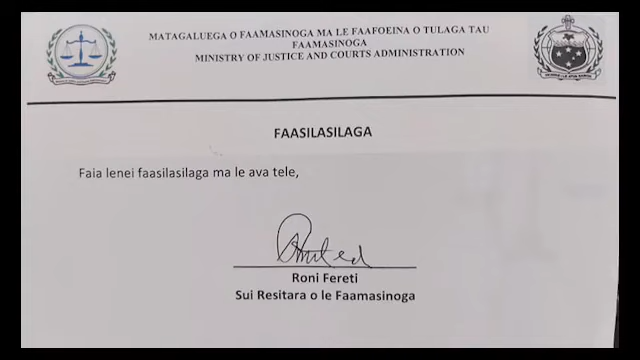 MATAGALUEGA O FAAMASINOGA MA LE FAAFOEINA O TULAGA TAU
FAAMASINOGA
MINISTRY OF JUSTICE AND COURTS ADMINISTRATION
FAASILASILAGA
Faia lenei faasilasilaga ma le ava tele,
Roni Fereti
Sui Resitara o le Faamasinoga